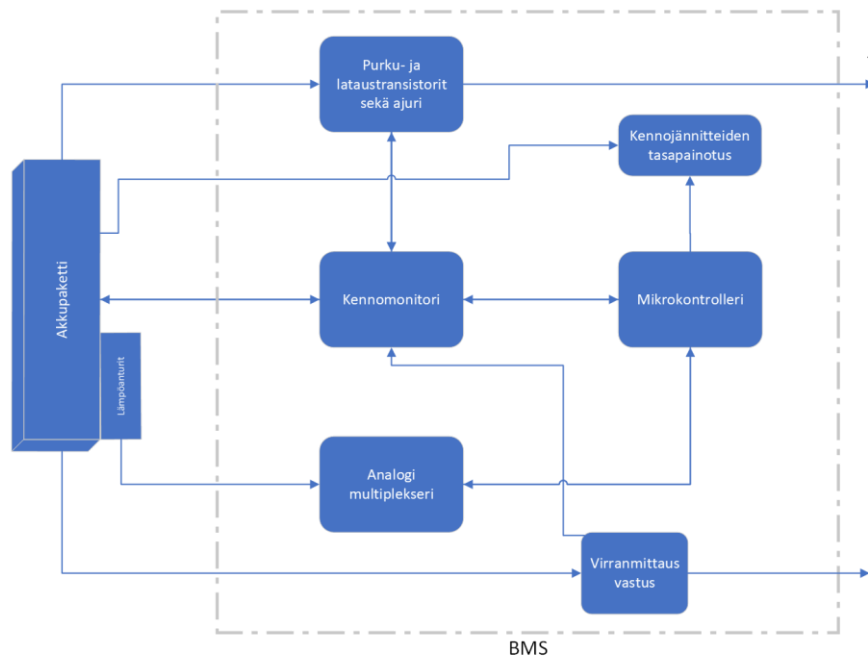 Purku- ja
lataustransistorit
sekä ajuri
Kennojännitteiden
tasapainotus
Akkupaketti
Kennomonitori
Mikrokontrolleri
Lämpöanturit
Analogi
multiplekseri
Virranmittaus
vastus
BMS